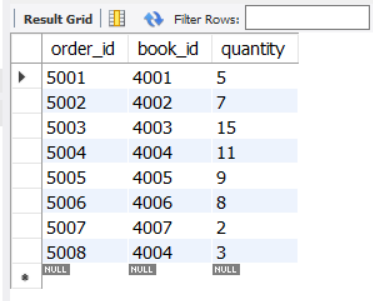 Result Grid Filter Rows:
order_id book_id quantity
5001 4001 5
5002 4002 7
5003 4003 15
5004 4004 11
5005 4005 9
5006 4006 8
5007 4007 2
5008 4004 3
NULL NULL NULL